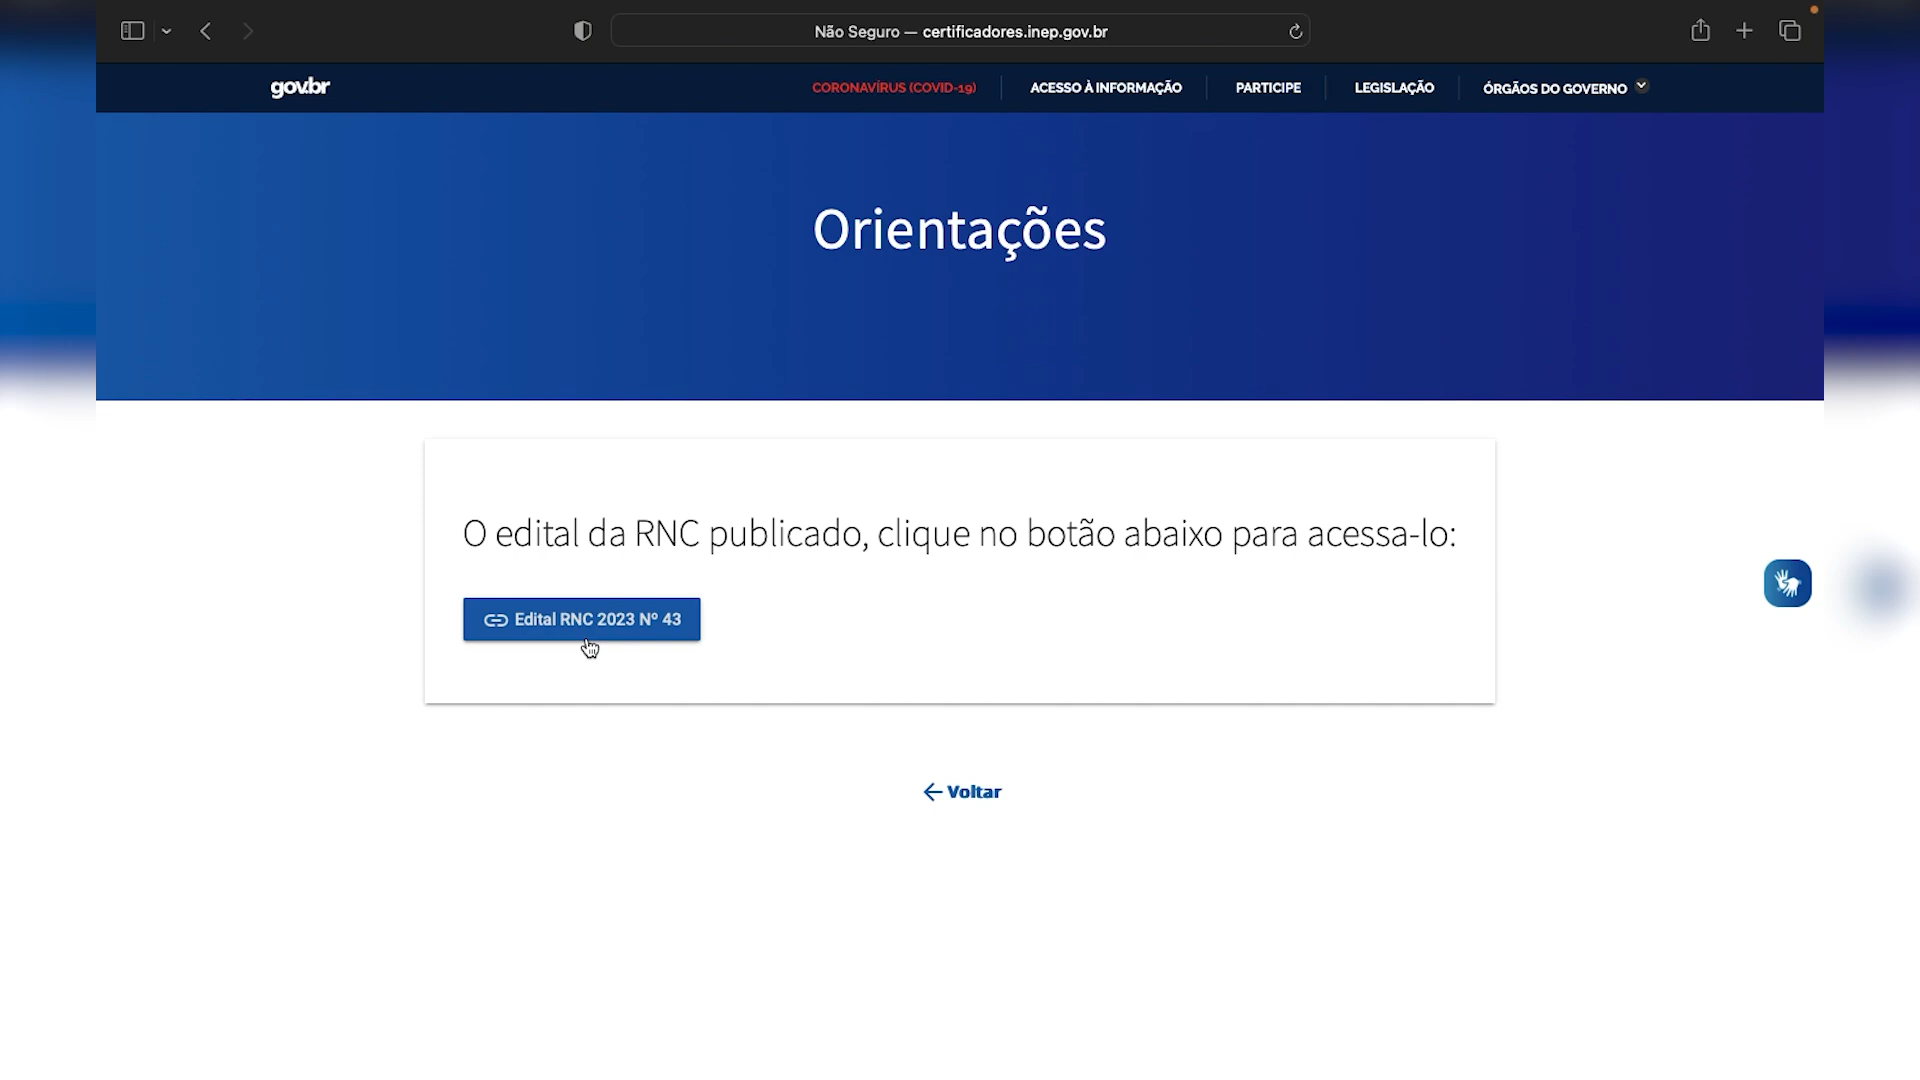 Não Seguro — certificadores.inep.gov.br
gov.br
CORONAVÍRUS (COVID-19)
ACESSO À INFORMAÇÃO
PARTICIPE
LEGISLAÇÃO
ÓRGÃOS DO GOVERNO
Orientações
O edital da RNC publicado, clique no botão abaixo para acessa-lo:
Edital RNC 2023 Nº 43
Voltar